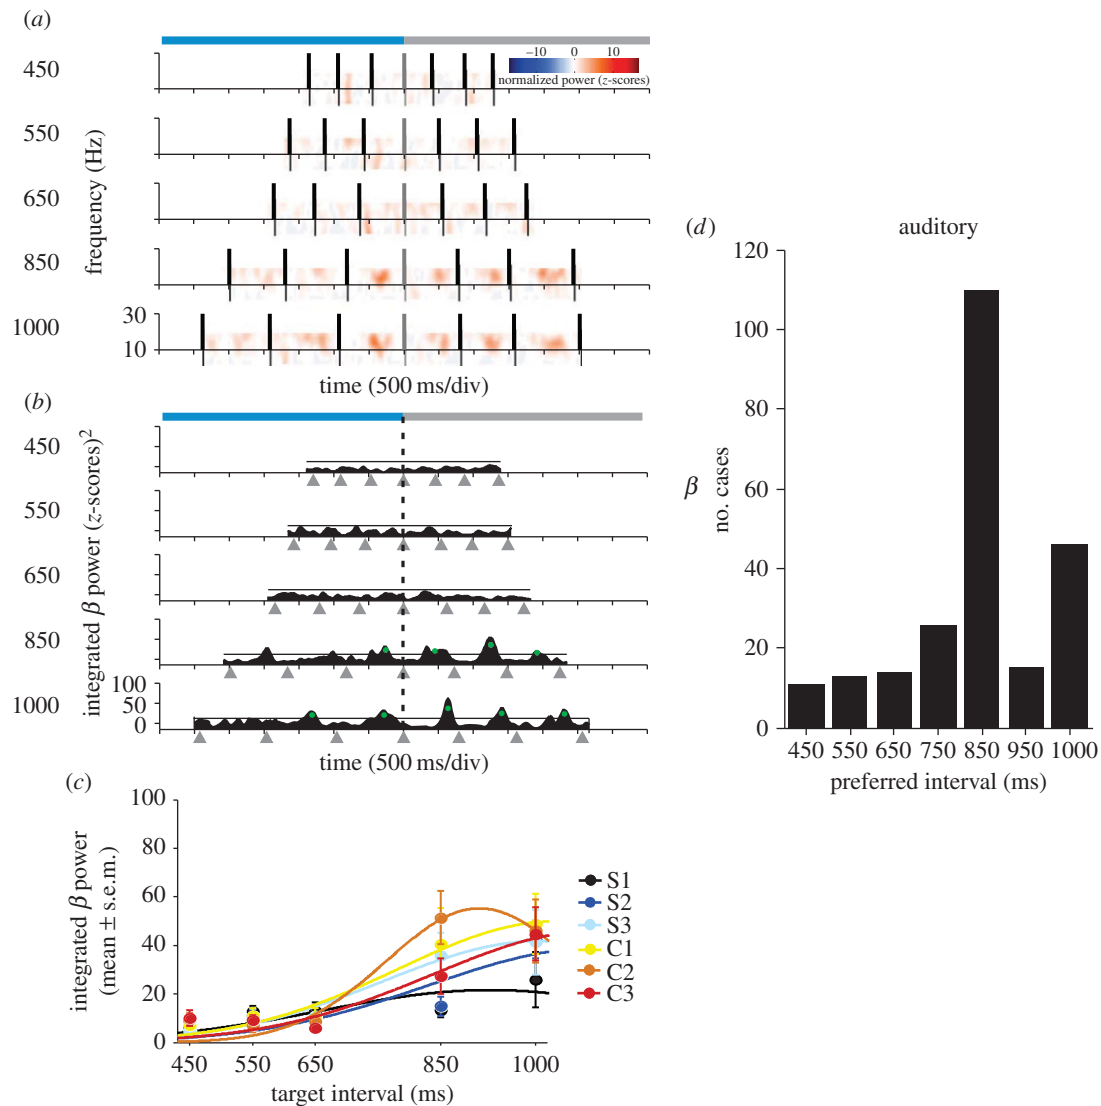 (a)
−10 0 10
normalized power (z-scores)
450
550
650
850
1000
30
10
frequency (Hz)
time (500 ms/div)
(b)
450
550
650
850
1000
100
50
0
integrated β power (z-scores)²
time (500 ms/div)
(c)
100
80
60
40
20
0
integrated β power
(mean ± s.e.m.)
450 550 650 850 1000
target interval (ms)
S1
S2
S3
C1
C2
C3
(d)
auditory
120
100
80
60
40
20
0
β
no. cases
450 550 650 750 850 950 1000
preferred interval (ms)